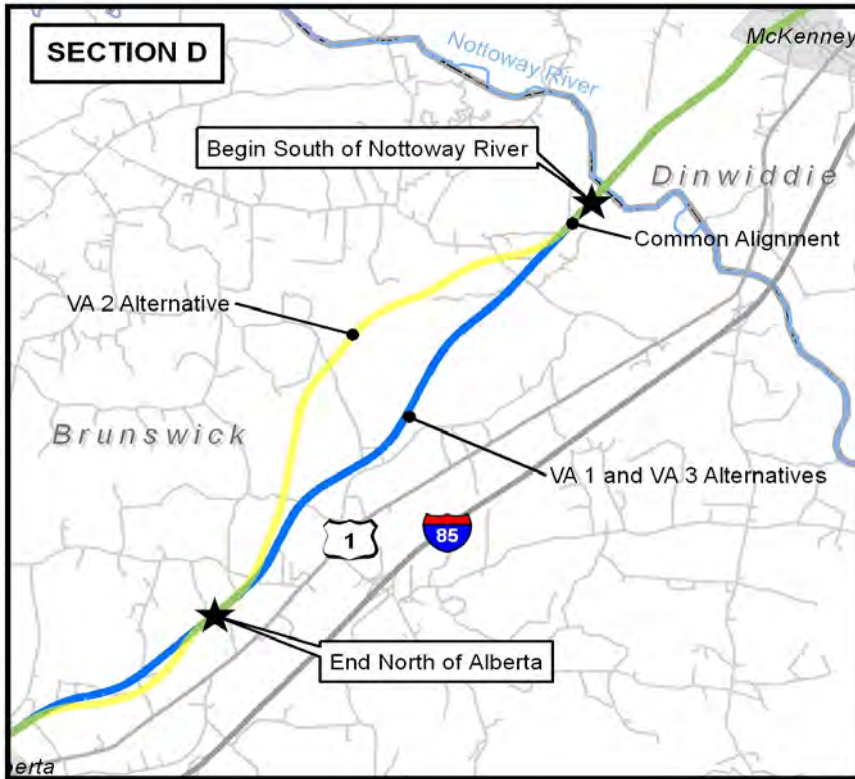 SECTION D
McKenney
Nottoway River
Begin South of Nottoway River
Dinwiddie
Common Alignment
VA 2 Alternative
Brunswick
VA 1 and VA 3 Alternatives
1
85
End North of Alberta
berta